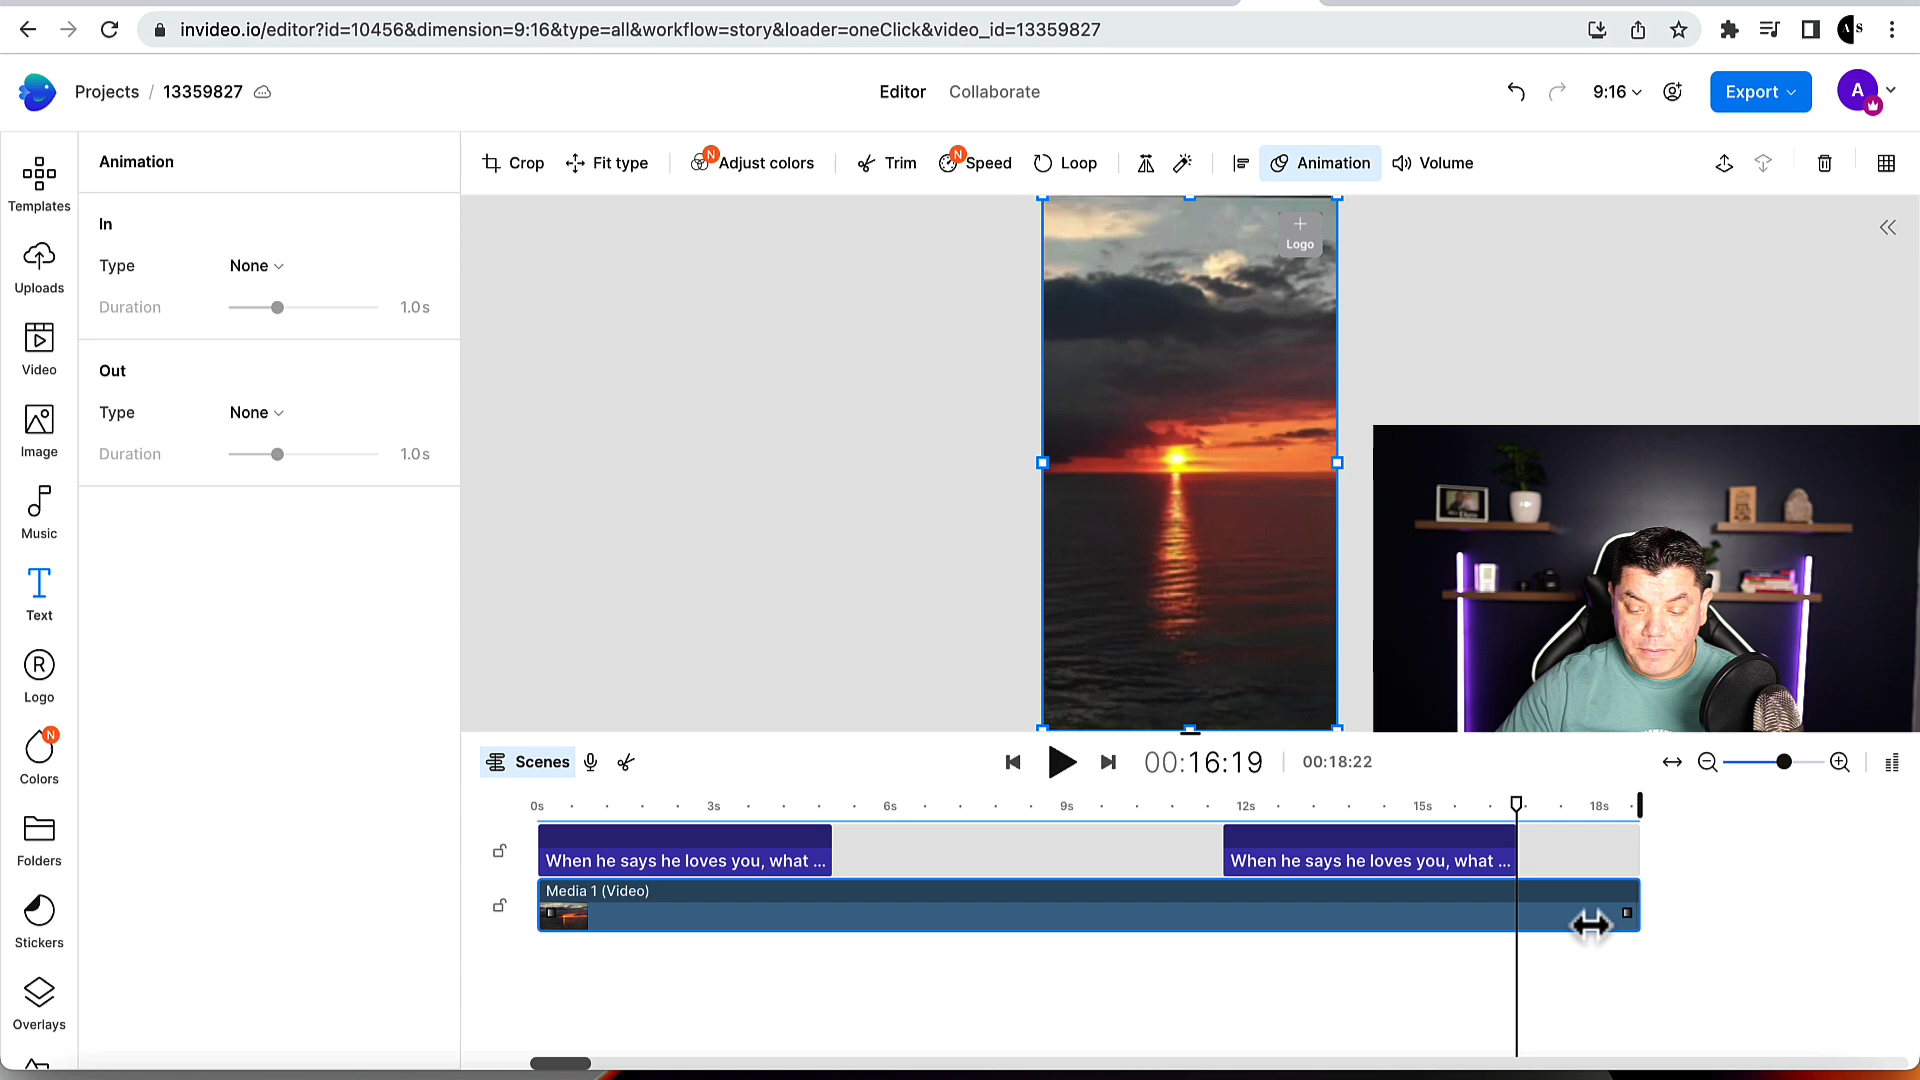 invideo.io/editor?id=10456&dimension=9:16&type=all&workflow=story&loader=oneClick&video_id=13359827
A S
Projects / 13359827
Editor
Collaborate
9:16
Export
A
Templates
Uploads
Video
Image
Music
Text
Logo
N
Colors
Folders
Stickers
Overlays
Animation
In
Type
None
Duration
1.0s
Out
Type
None
Duration
1.0s
Crop
Fit type
N
Adjust colors
Trim
N
Speed
Loop
Animation
Volume
+
Logo
Scenes
00:16:19
00:18:22
0s
3s
6s
9s
12s
15s
18s
When he says he loves you, what ...
When he says he loves you, what ...
Media 1 (Video)